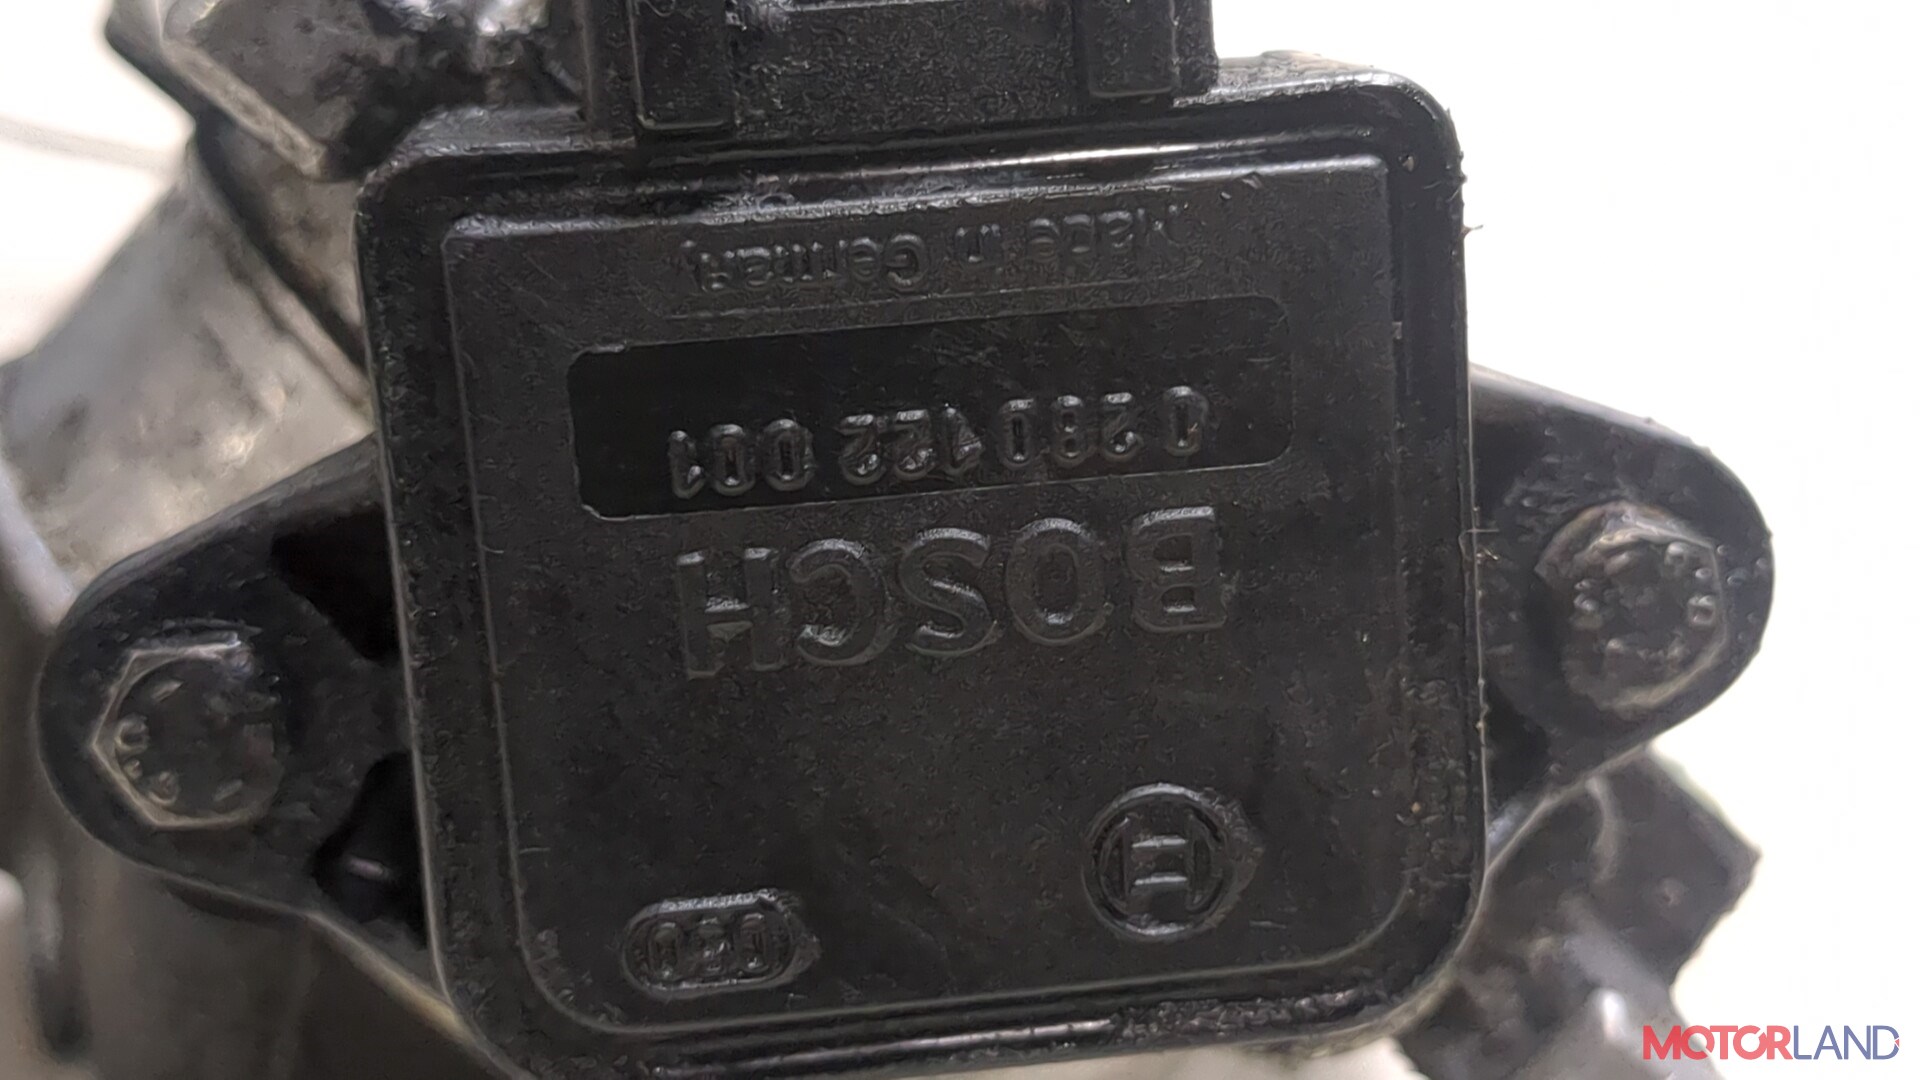 Made in Germany
0 280 122 001
BOSCH
MOTORLAND